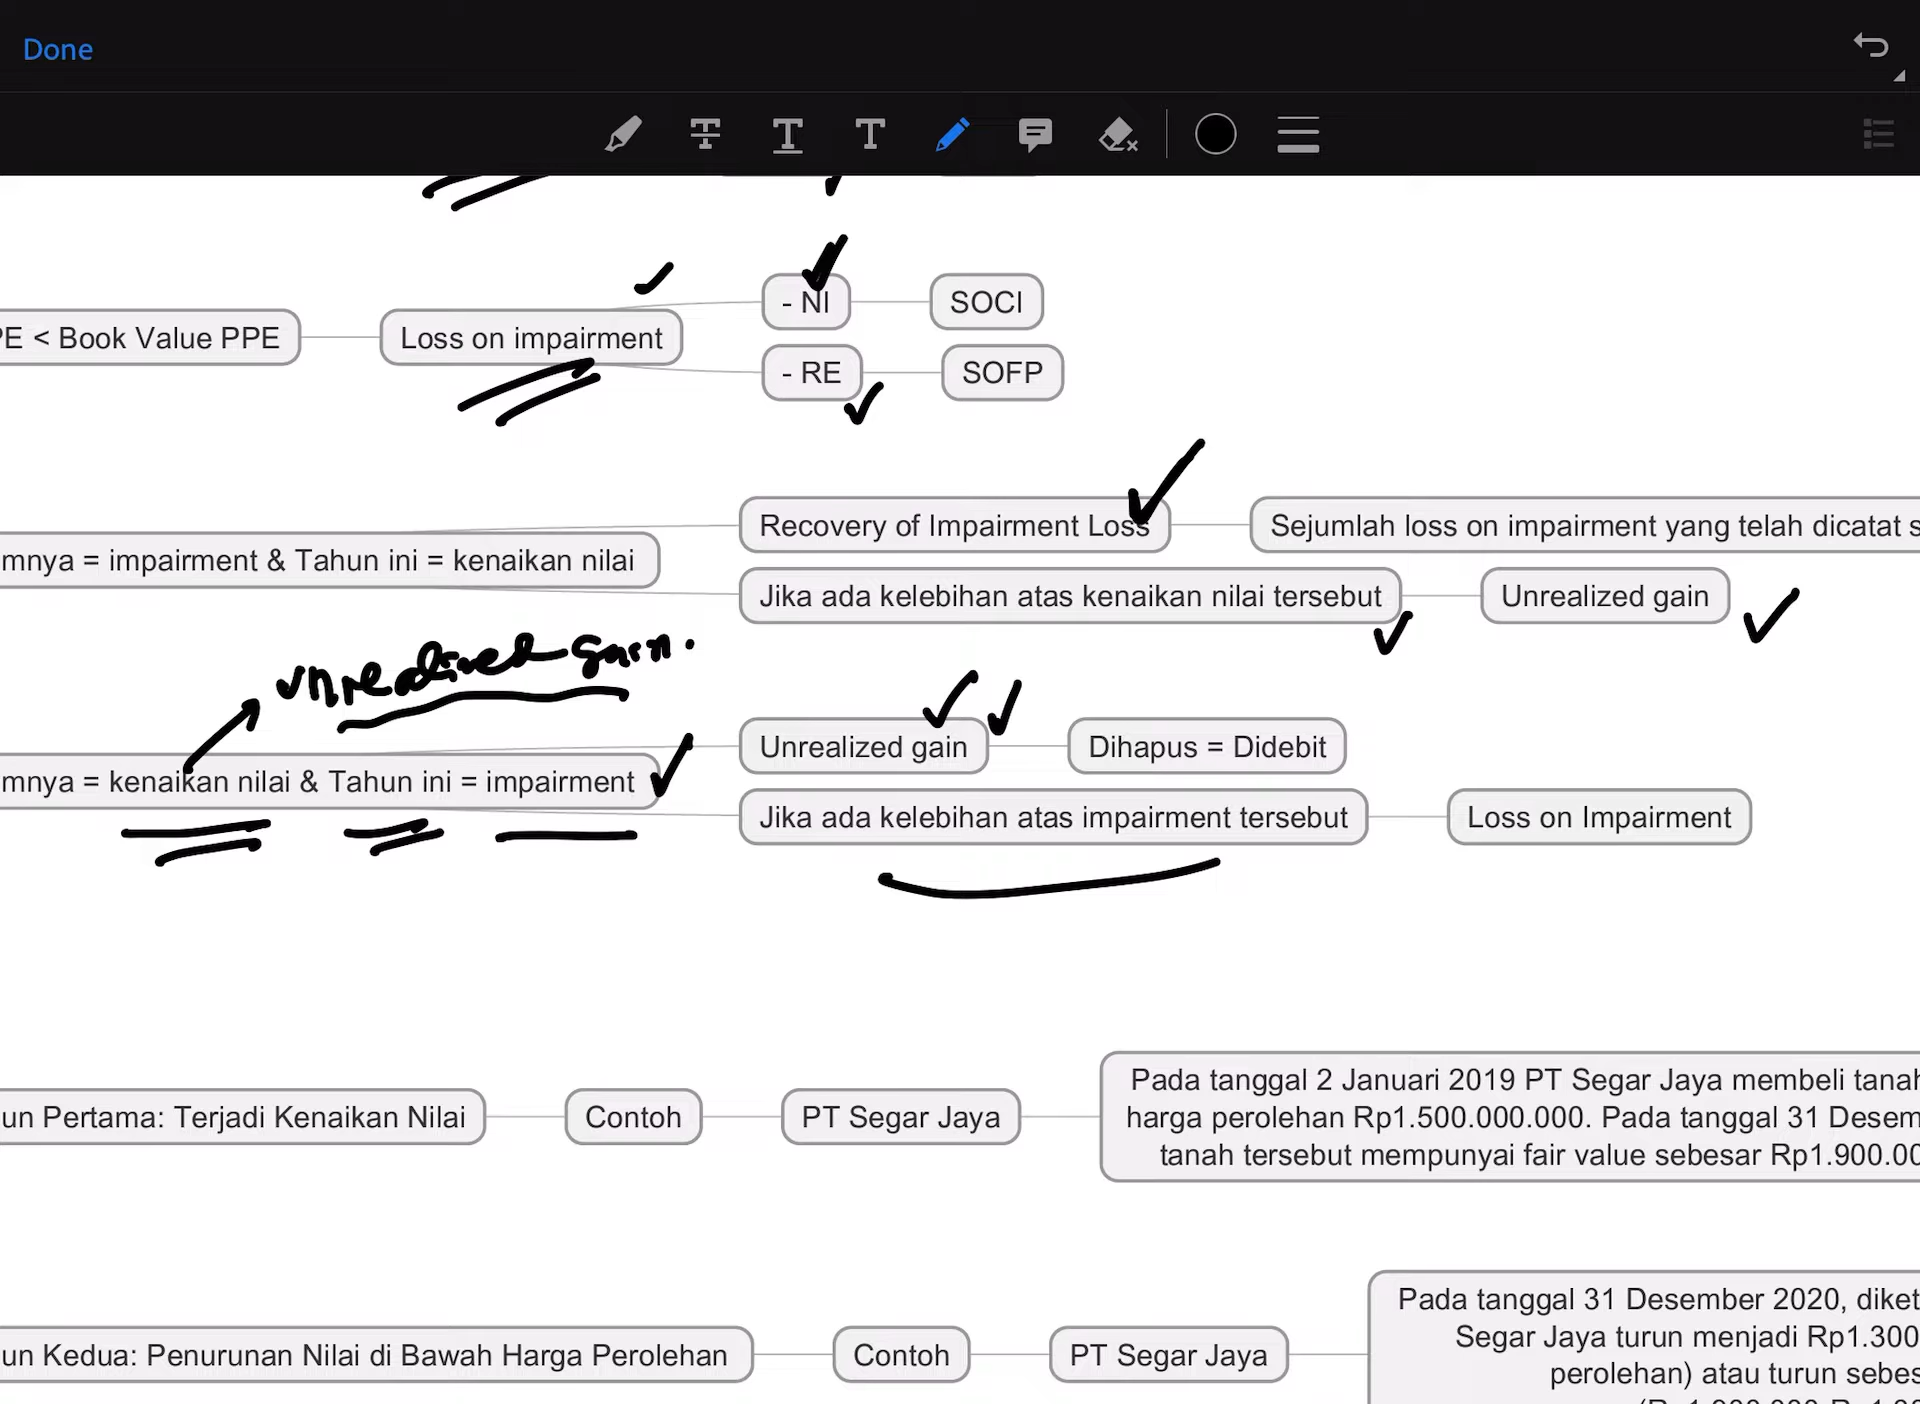 Done
- NI
SOCI
PE < Book Value PPE
Loss on impairment
- RE
SOFP
Recovery of Impairment Loss
Sejumlah loss on impairment yang telah dicatat s
mnya = impairment & Tahun ini = kenaikan nilai
Jika ada kelebihan atas kenaikan nilai tersebut
Unrealized gain
unrealized gain.
Unrealized gain
Dihapus = Didebit
mnya = kenaikan nilai & Tahun ini = impairment
Jika ada kelebihan atas impairment tersebut
Loss on Impairment
un Pertama: Terjadi Kenaikan Nilai
Contoh
PT Segar Jaya
Pada tanggal 2 Januari 2019 PT Segar Jaya membeli tanah
harga perolehan Rp1.500.000.000. Pada tanggal 31 Desem
tanah tersebut mempunyai fair value sebesar Rp1.900.00
un Kedua: Penurunan Nilai di Bawah Harga Perolehan
Contoh
PT Segar Jaya
Pada tanggal 31 Desember 2020, diket
Segar Jaya turun menjadi Rp1.300
perolehan) atau turun sebes